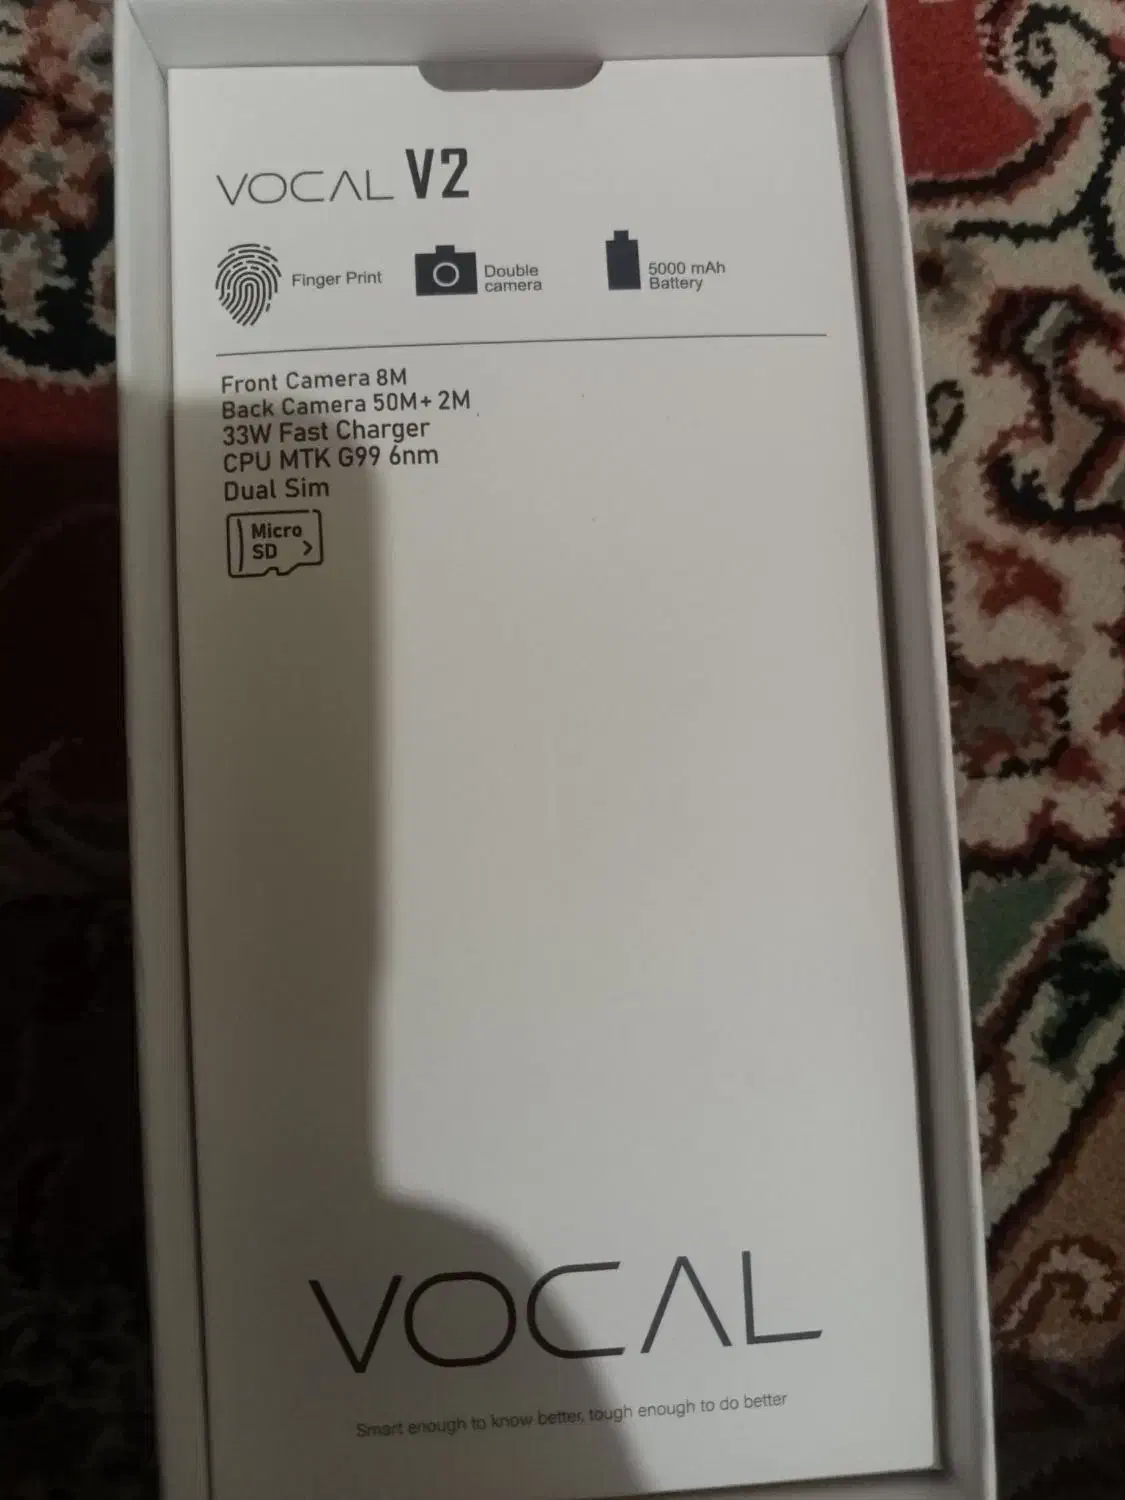 VOCAL V2
Finger Print
Double
camera
5000 mAh
Battery
Front Camera 8M
Back Camera 50M+ 2M
33W Fast Charger
CPU MTK G99 6nm
Dual Sim
Micro
SD
VOCAL
Smart enough to know better, tough enough to do better